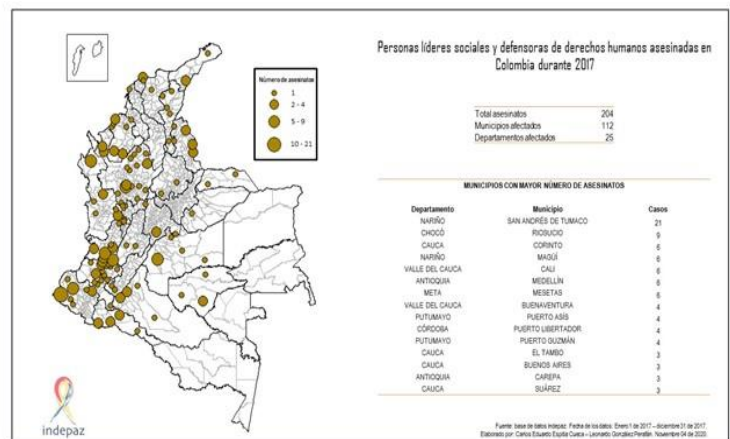 Personas líderes sociales y defensoras de derechos humanos asesinadas en
Colombia durante 2017
Número de asesinatos
1
2 - 4
5 - 9
10 - 21
Total asesinatos 204
Municipios afectados 112
Departamentos afectados 25
MUNICIPIOS CON MAYOR NÚMERO DE ASESINATOS
Departamento Municipio Casos
NARIÑO SAN ANDRÉS DE TUMACO 21
CHOCÓ RIOSUCIO 9
CAUCA CORINTO 6
NARIÑO MAGÜÍ 6
VALLE DEL CAUCA CALI 6
ANTIOQUIA MEDELLÍN 6
META MESETAS 6
VALLE DEL CAUCA BUENAVENTURA 4
PUTUMAYO PUERTO ASÍS 4
CÓRDOBA PUERTO LIBERTADOR 4
PUTUMAYO PUERTO GUZMÁN 4
CAUCA EL TAMBO 3
CAUCA BUENOS AIRES 3
ANTIOQUIA CAREPA 3
CAUCA SUÁREZ 3
indepaz
Fuente: base de datos indepaz. Fecha de los datos: Enero 1 de 2017 – diciembre 31 de 2017.
Elaborado por: Carlos Eduardo Espitia Cueca – Leonardo González Perafán. Noviembre 04 de 2020.